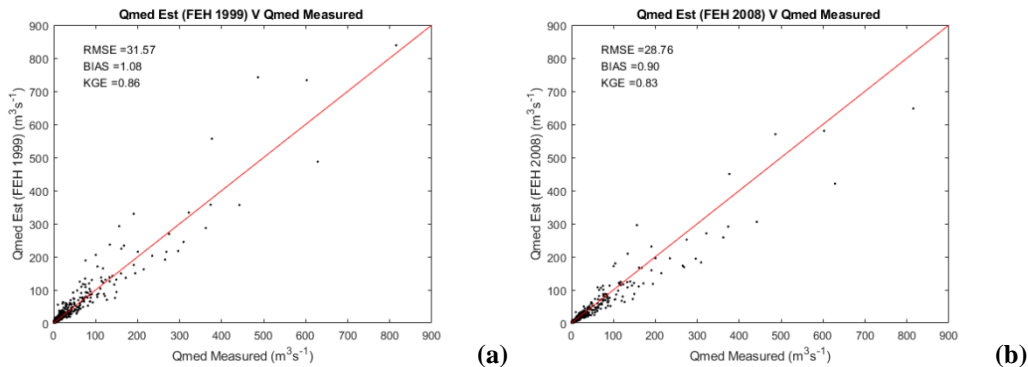 Qmed Est (FEH 1999) V Qmed Measured
RMSE =31.57
BIAS =1.08
KGE =0.86
900
800
700
600
500
400
300
200
100
0
Qmed Est (FEH 1999) (m³s⁻¹)
0 100 200 300 400 500 600 700 800 900
Qmed Measured (m³s⁻¹)
(a)
Qmed Est (FEH 2008) V Qmed Measured
RMSE =28.76
BIAS =0.90
KGE =0.83
900
800
700
600
500
400
300
200
100
0
Qmed Est (FEH 2008) (m³s⁻¹)
0 100 200 300 400 500 600 700 800 900
Qmed Measured (m³s⁻¹)
(b)